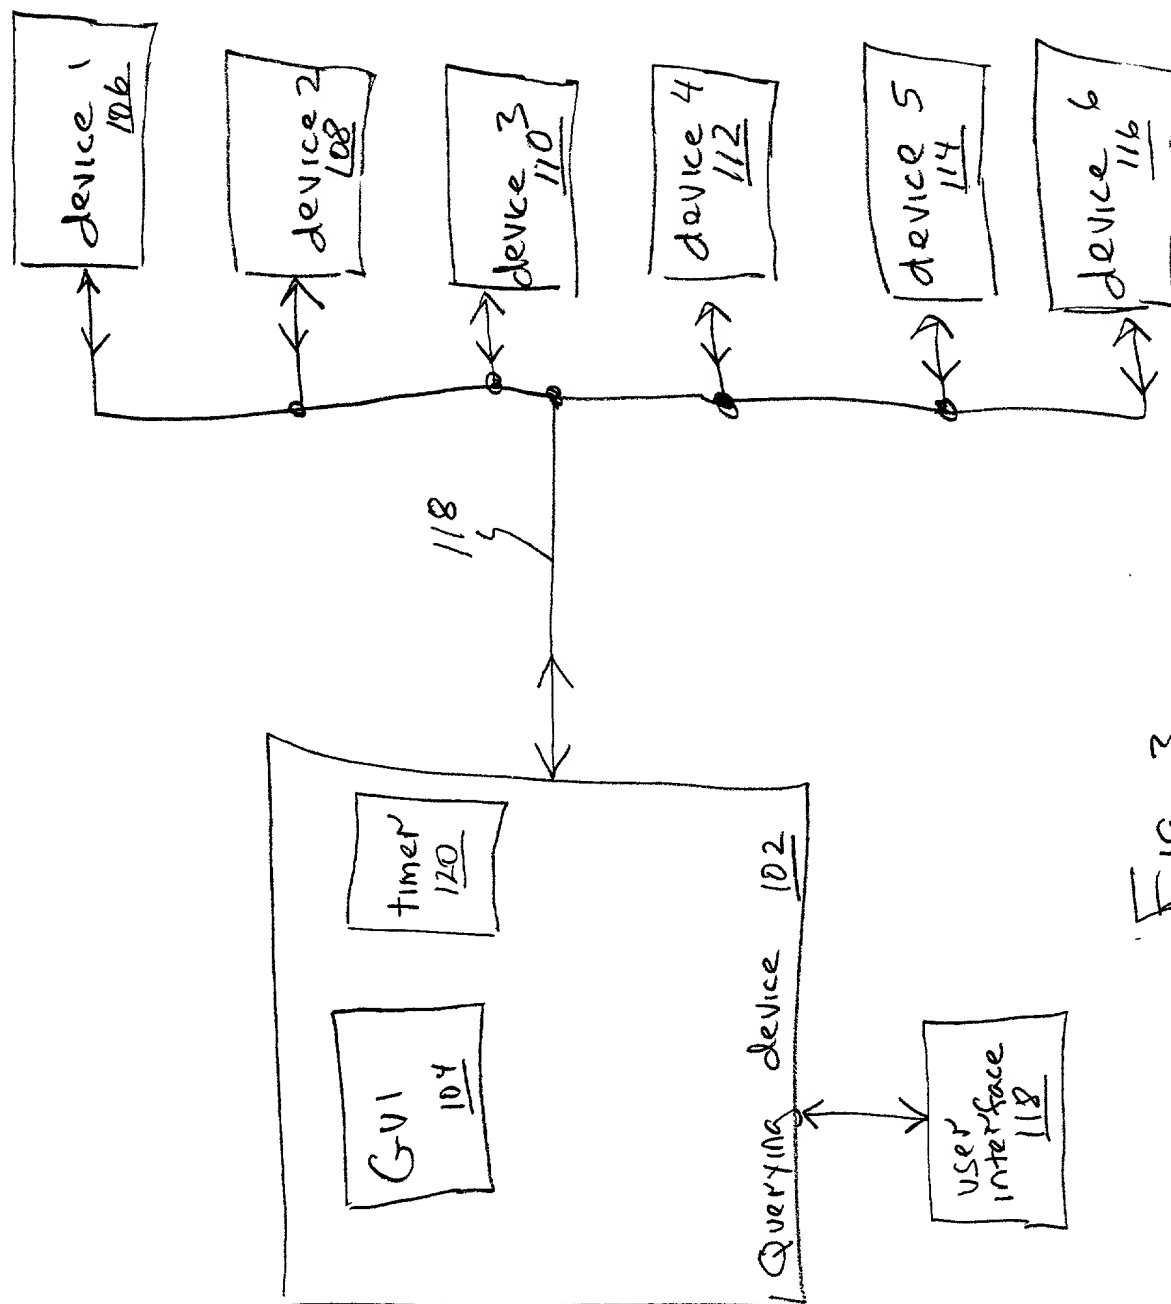 device 1
106
device 2
108
device 3
110
device 4
112
device 5
114
device 6
116
118
timer
120
GUI
104
Querying device 102
user
interface
118